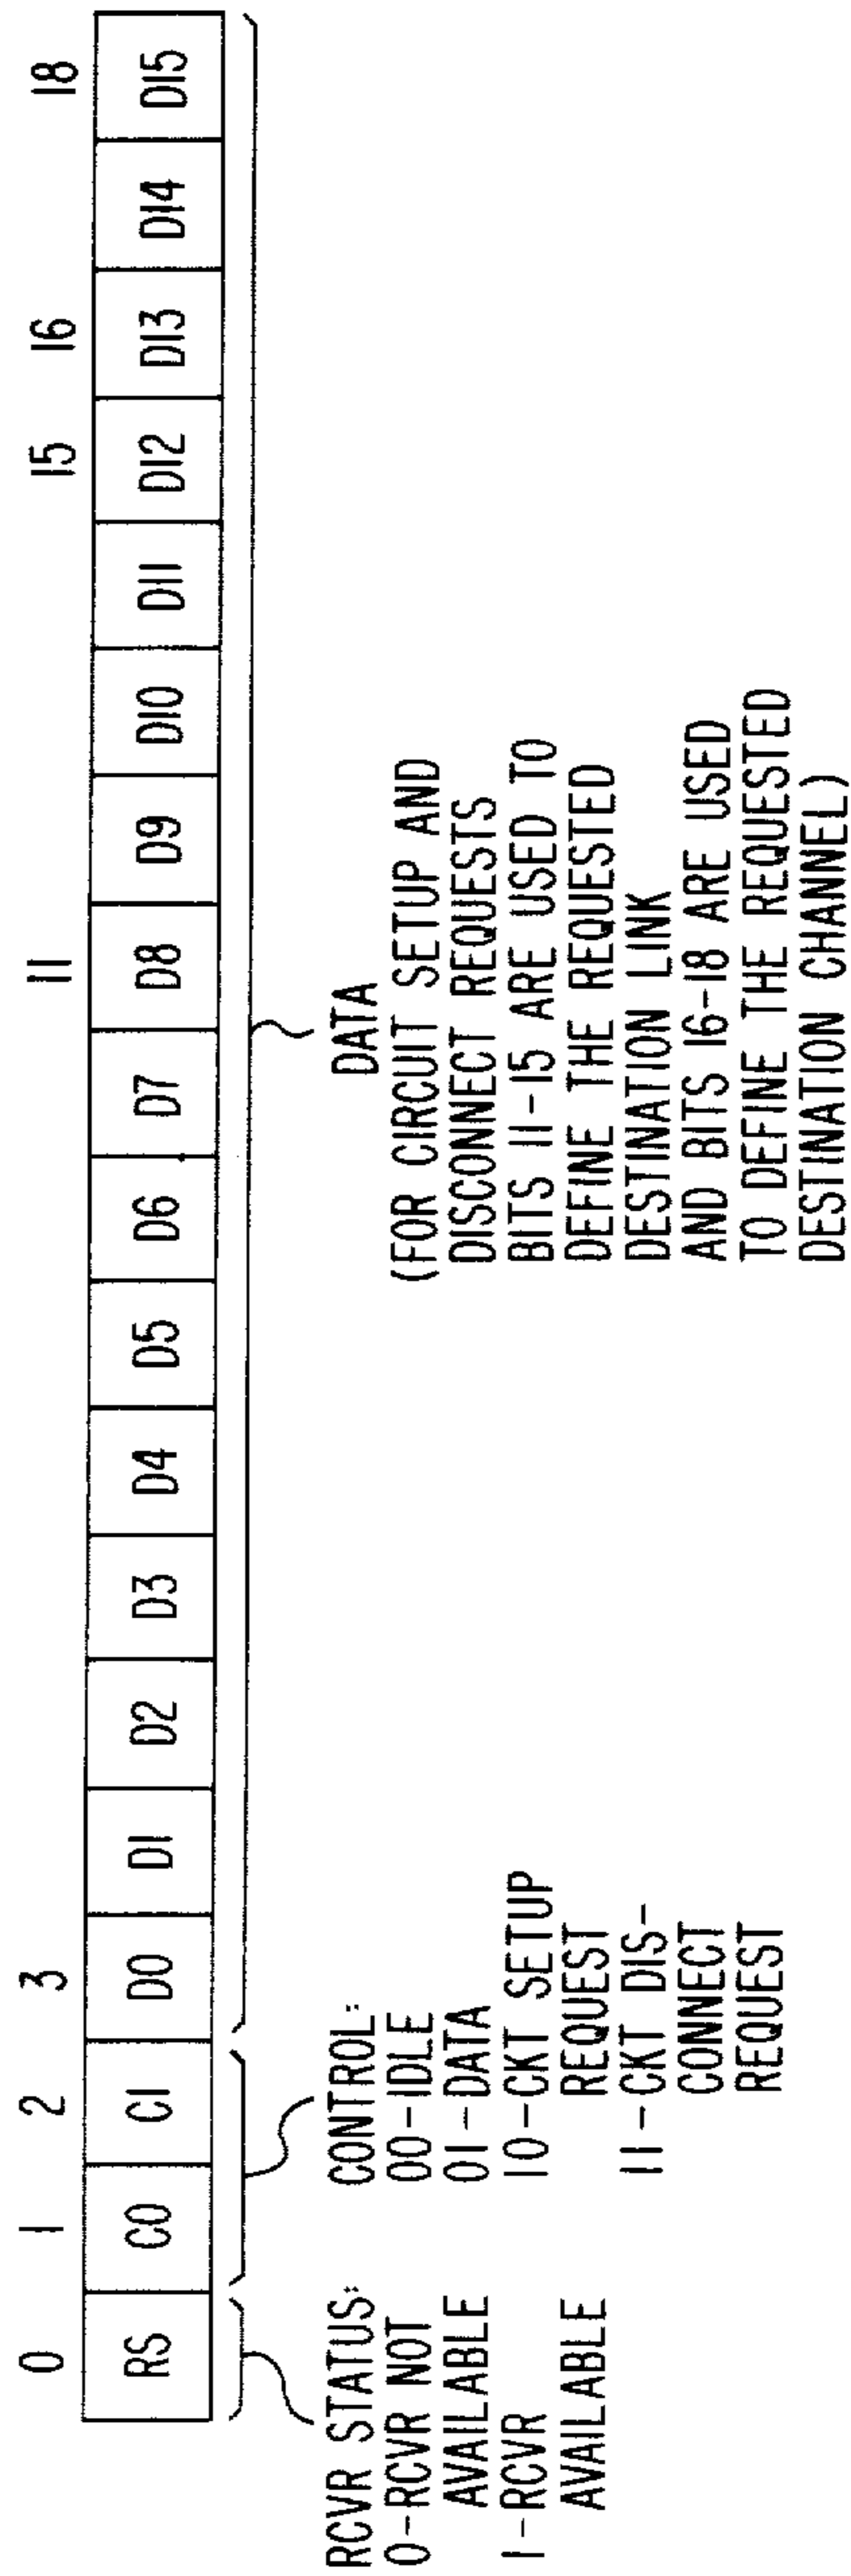 0 1 2 3 11 15 16 18
RS C0 C1 D0 D1 D2 D3 D4 D5 D6 D7 D8 D9 D10 D11 D12 D13 D14 D15
RCVR STATUS:
0-RCVR NOT
AVAILABLE
1-RCVR
AVAILABLE
CONTROL:
00-IDLE
01-DATA
10-CKT SETUP
REQUEST
11-CKT DIS-
CONNECT
REQUEST
DATA
(FOR CIRCUIT SETUP AND
DISCONNECT REQUESTS
BITS 11-15 ARE USED TO
DEFINE THE REQUESTED
DESTINATION LINK
AND BITS 16-18 ARE USED
TO DEFINE THE REQUESTED
DESTINATION CHANNEL)